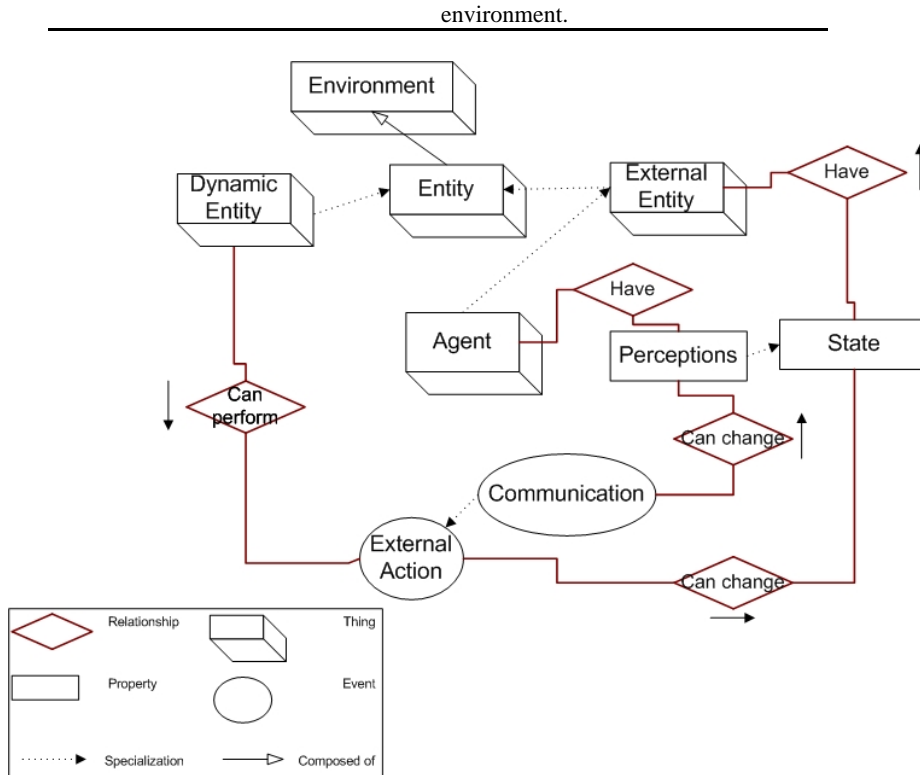 environment.
Environment
Dynamic
Entity
Entity
External
Entity
Have
Have
Agent
Perceptions
State
Can
perform
Can change
Communication
External
Action
Can change
Relationship
Thing
Property
Event
Specialization
Composed of